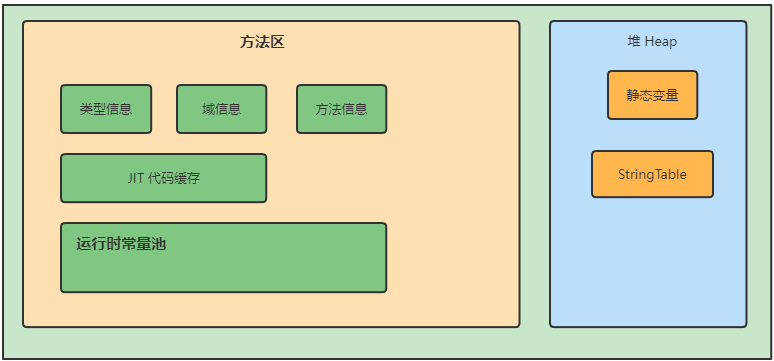 方法区
堆 Heap
类型信息
域信息
方法信息
静态变量
JIT 代码缓存
StringTable
运行时常量池